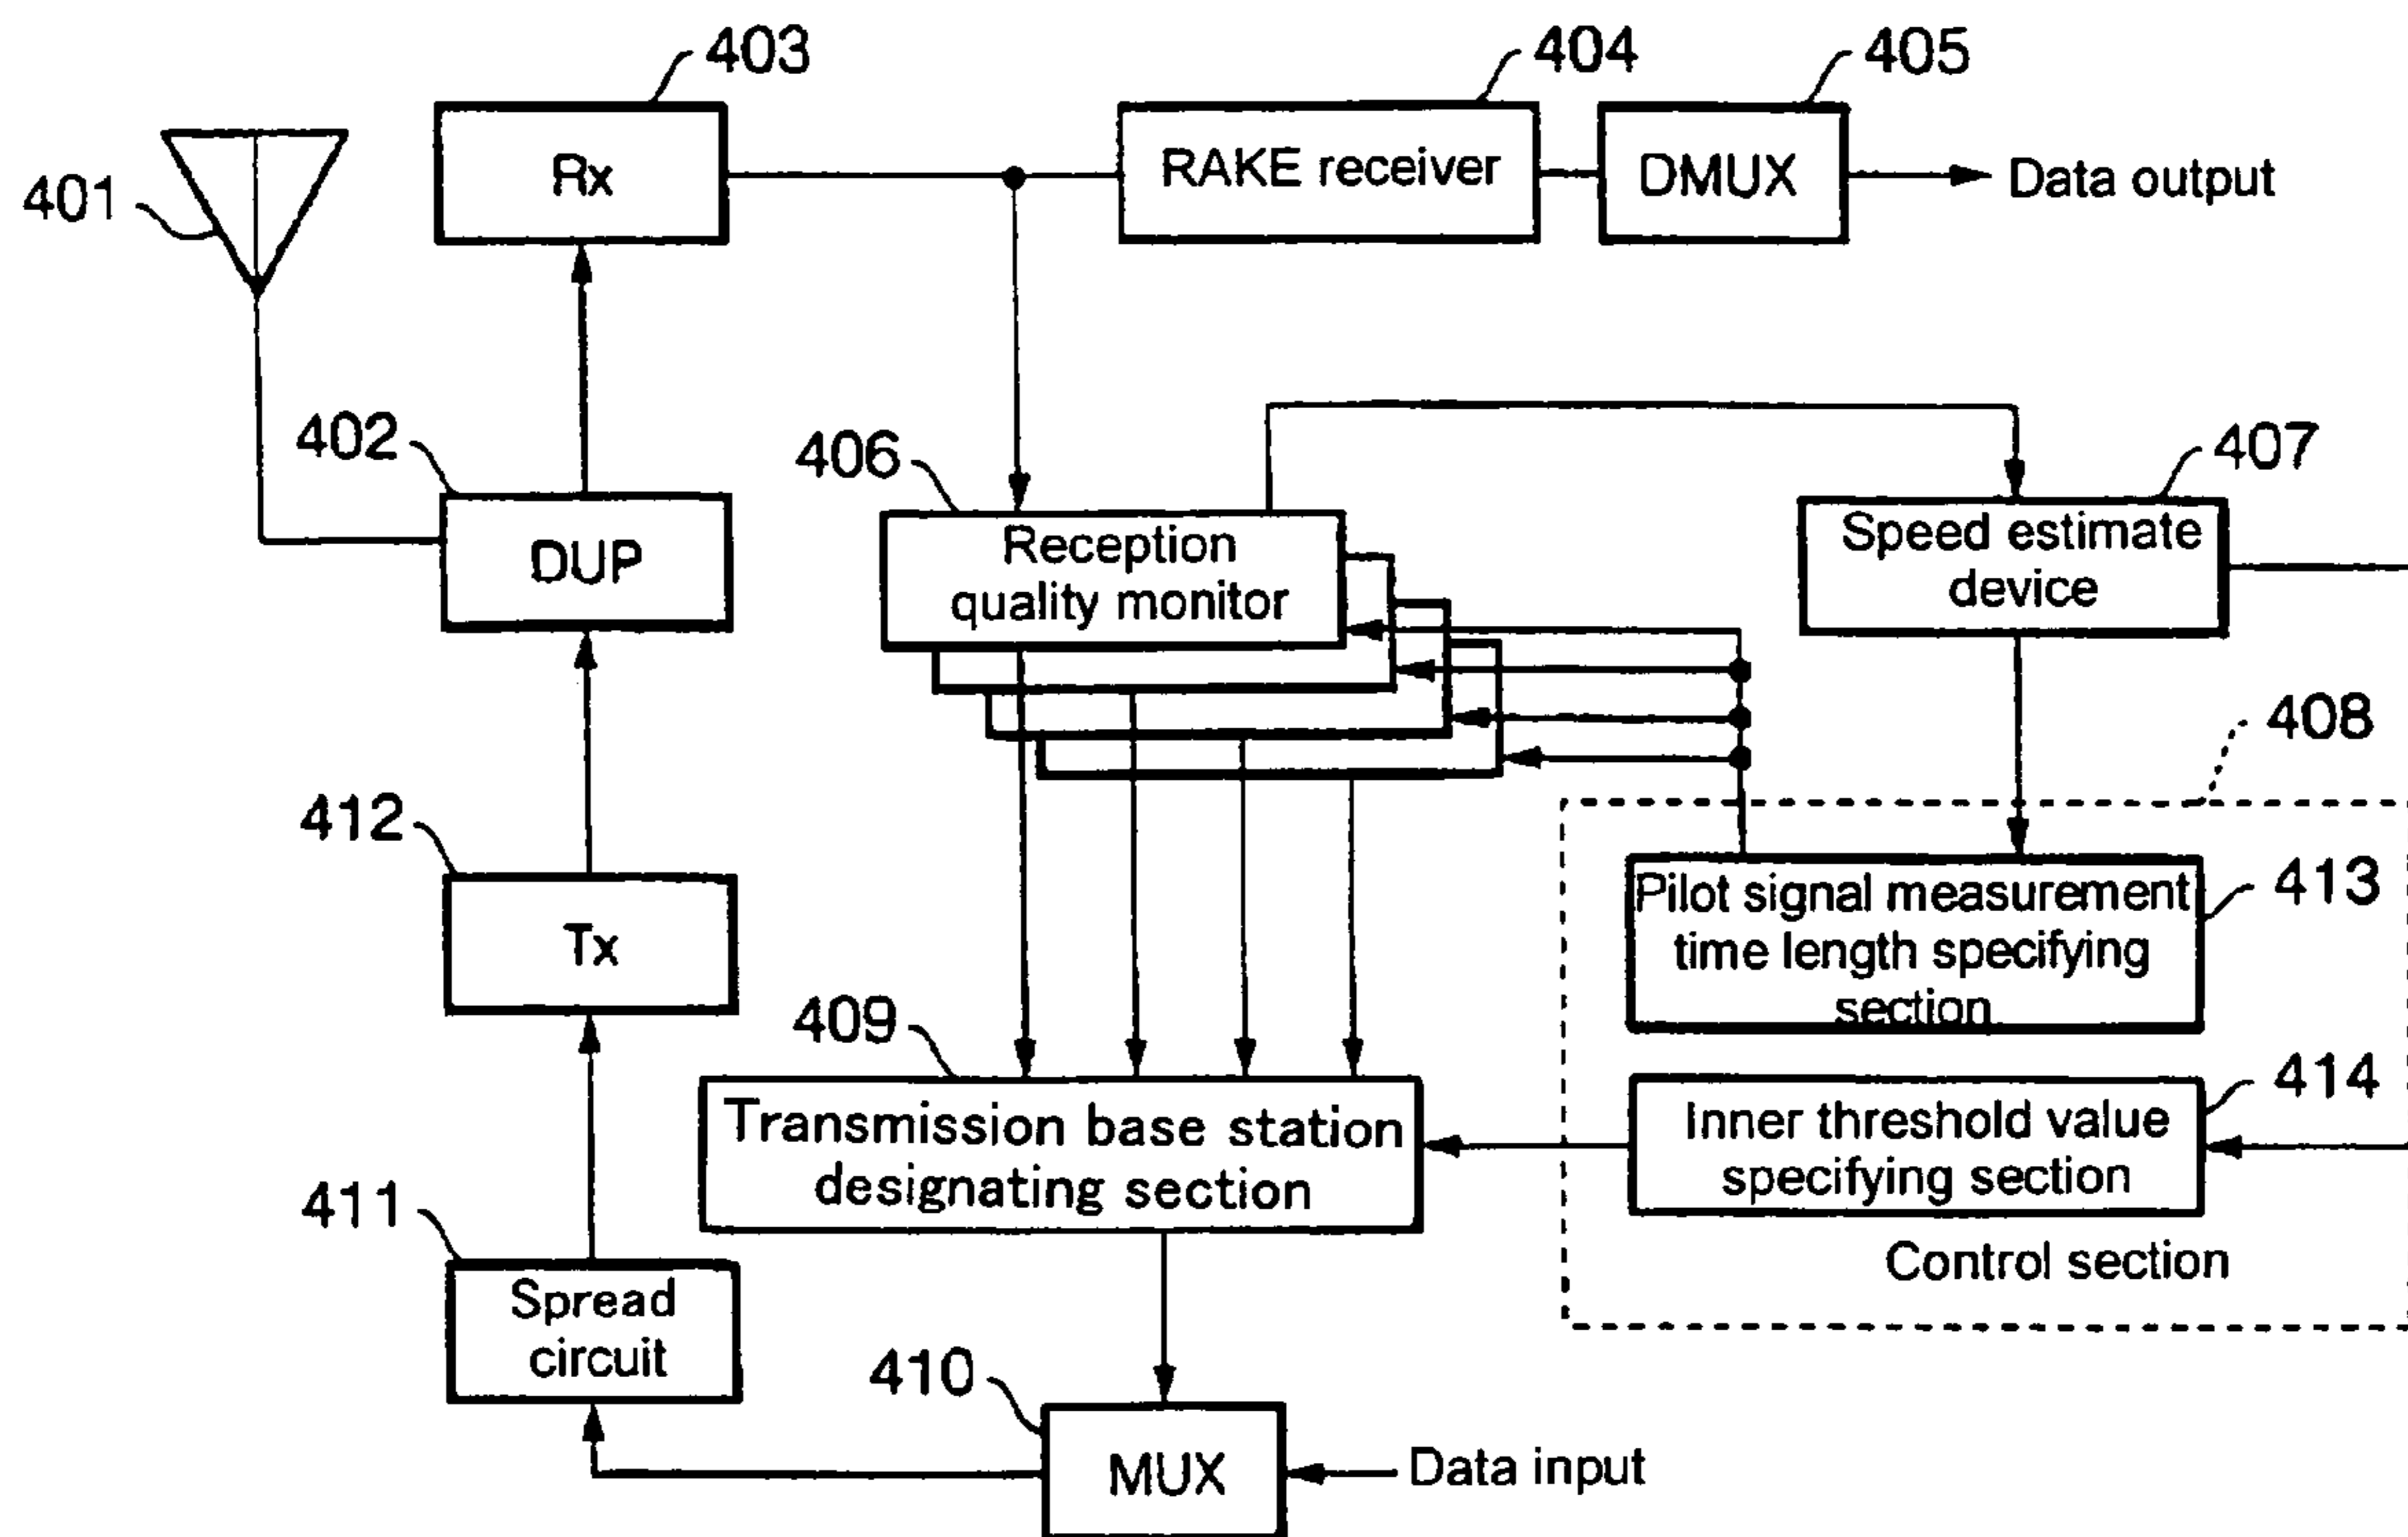 403
404
405
401
Rx
RAKE receiver
DMUX
Data output
402
406
407
DUP
Reception
quality monitor
Speed estimate
device
408
412
Tx
413
Pilot signal measurement
time length specifying
section
409
414
Transmission base station
designating section
Inner threshold value
specifying section
Control section
411
Spread
circuit
410
MUX
Data input